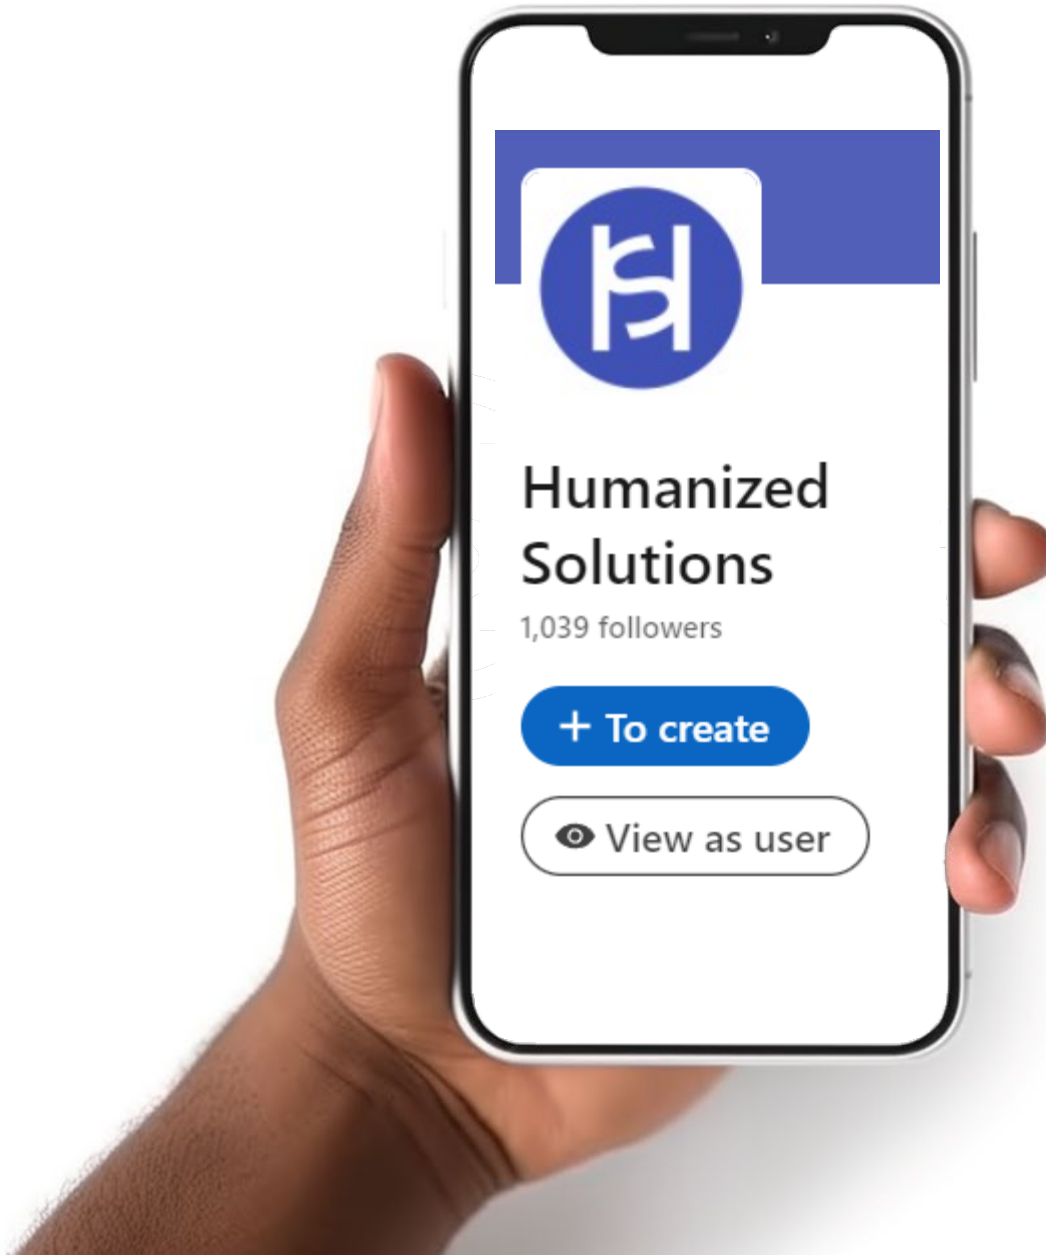 Humanized
Solutions
1,039 followers
+ To create
View as user